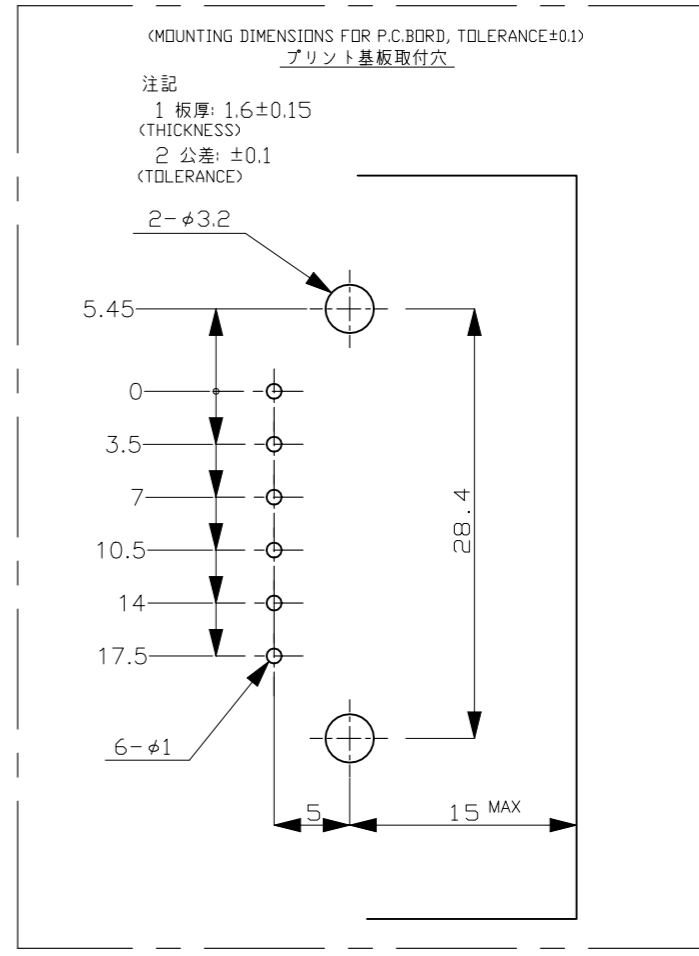 (MOUNTING DIMENSIONS FOR P.C.BORD, TOLERANCE±0.1)
プリント基板取付穴
注記
1 板厚: 1.6±0.15
(THICKNESS)
2 公差: ±0.1
(TOLERANCE)
2-φ3.2
5.45
0
3.5
7
10.5
14
17.5
28.4
6-φ1
5
15 MAX